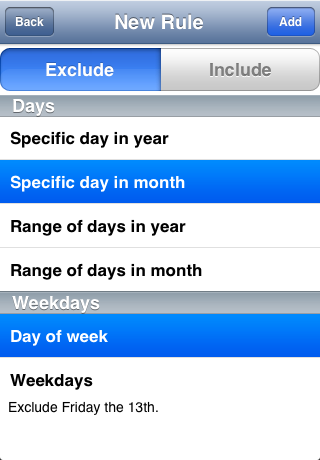 Back New Rule Add
Exclude Include
Days
Specific day in year
Specific day in month
Range of days in year
Range of days in month
Weekdays
Day of week
Weekdays
Exclude Friday the 13th.